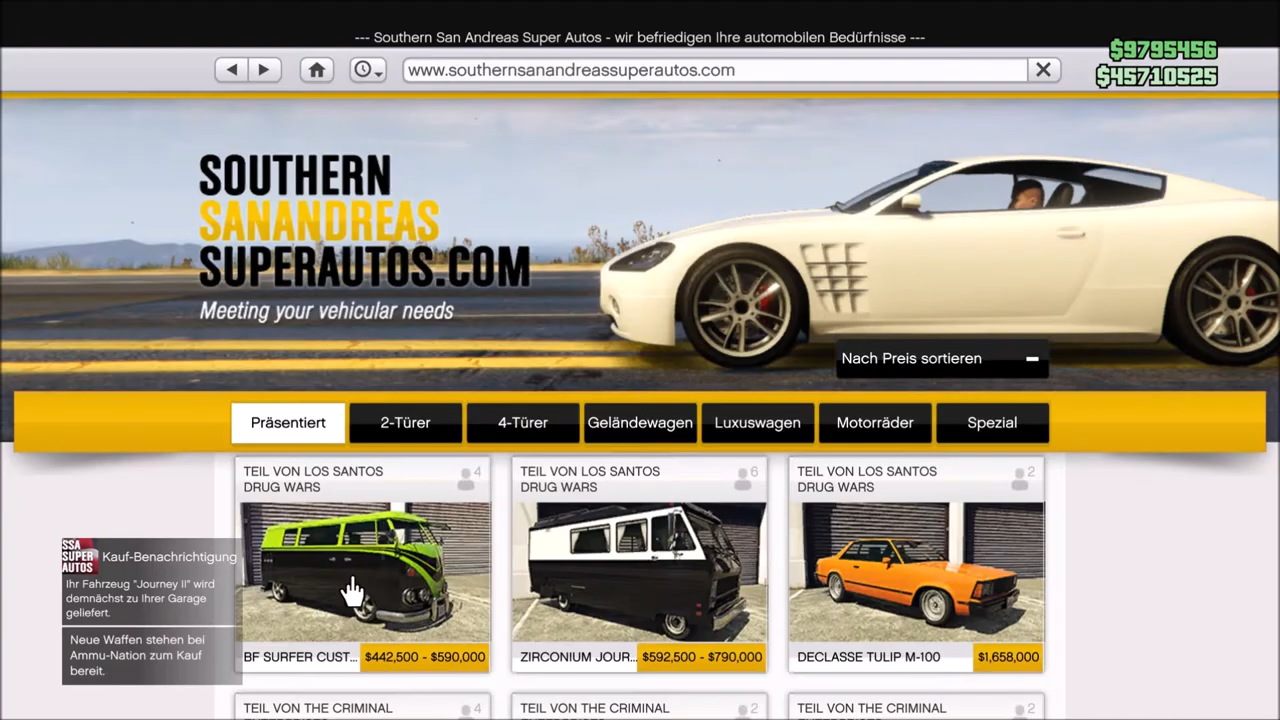 --- Southern San Andreas Super Autos - wir befriedigen Ihre automobilen Bedürfnisse ---
www.southernsanandreassuperautos.com
$9795456
$45710525
SOUTHERN
SANANDREAS
SUPERAUTOS.COM
Meeting your vehicular needs
Nach Preis sortieren
Präsentiert
2-Türer
4-Türer
Geländewagen
Luxuswagen
Motorräder
Spezial
TEIL VON LOS SANTOS
DRUG WARS
4
BF SURFER CUST...
$442,500 - $590,000
TEIL VON LOS SANTOS
DRUG WARS
6
ZIRCONIUM JOUR...
$592,500 - $790,000
TEIL VON LOS SANTOS
DRUG WARS
2
DECLASSE TULIP M-100
$1,658,000
SSA
SUPER
AUTOS
Kauf-Benachrichtigung
Ihr Fahrzeug "Journey II" wird
demnächst zu Ihrer Garage
geliefert.
Neue Waffen stehen bei
Ammu-Nation zum Kauf
bereit.
TEIL VON THE CRIMINAL
4
TEIL VON THE CRIMINAL
2
TEIL VON THE CRIMINAL
2